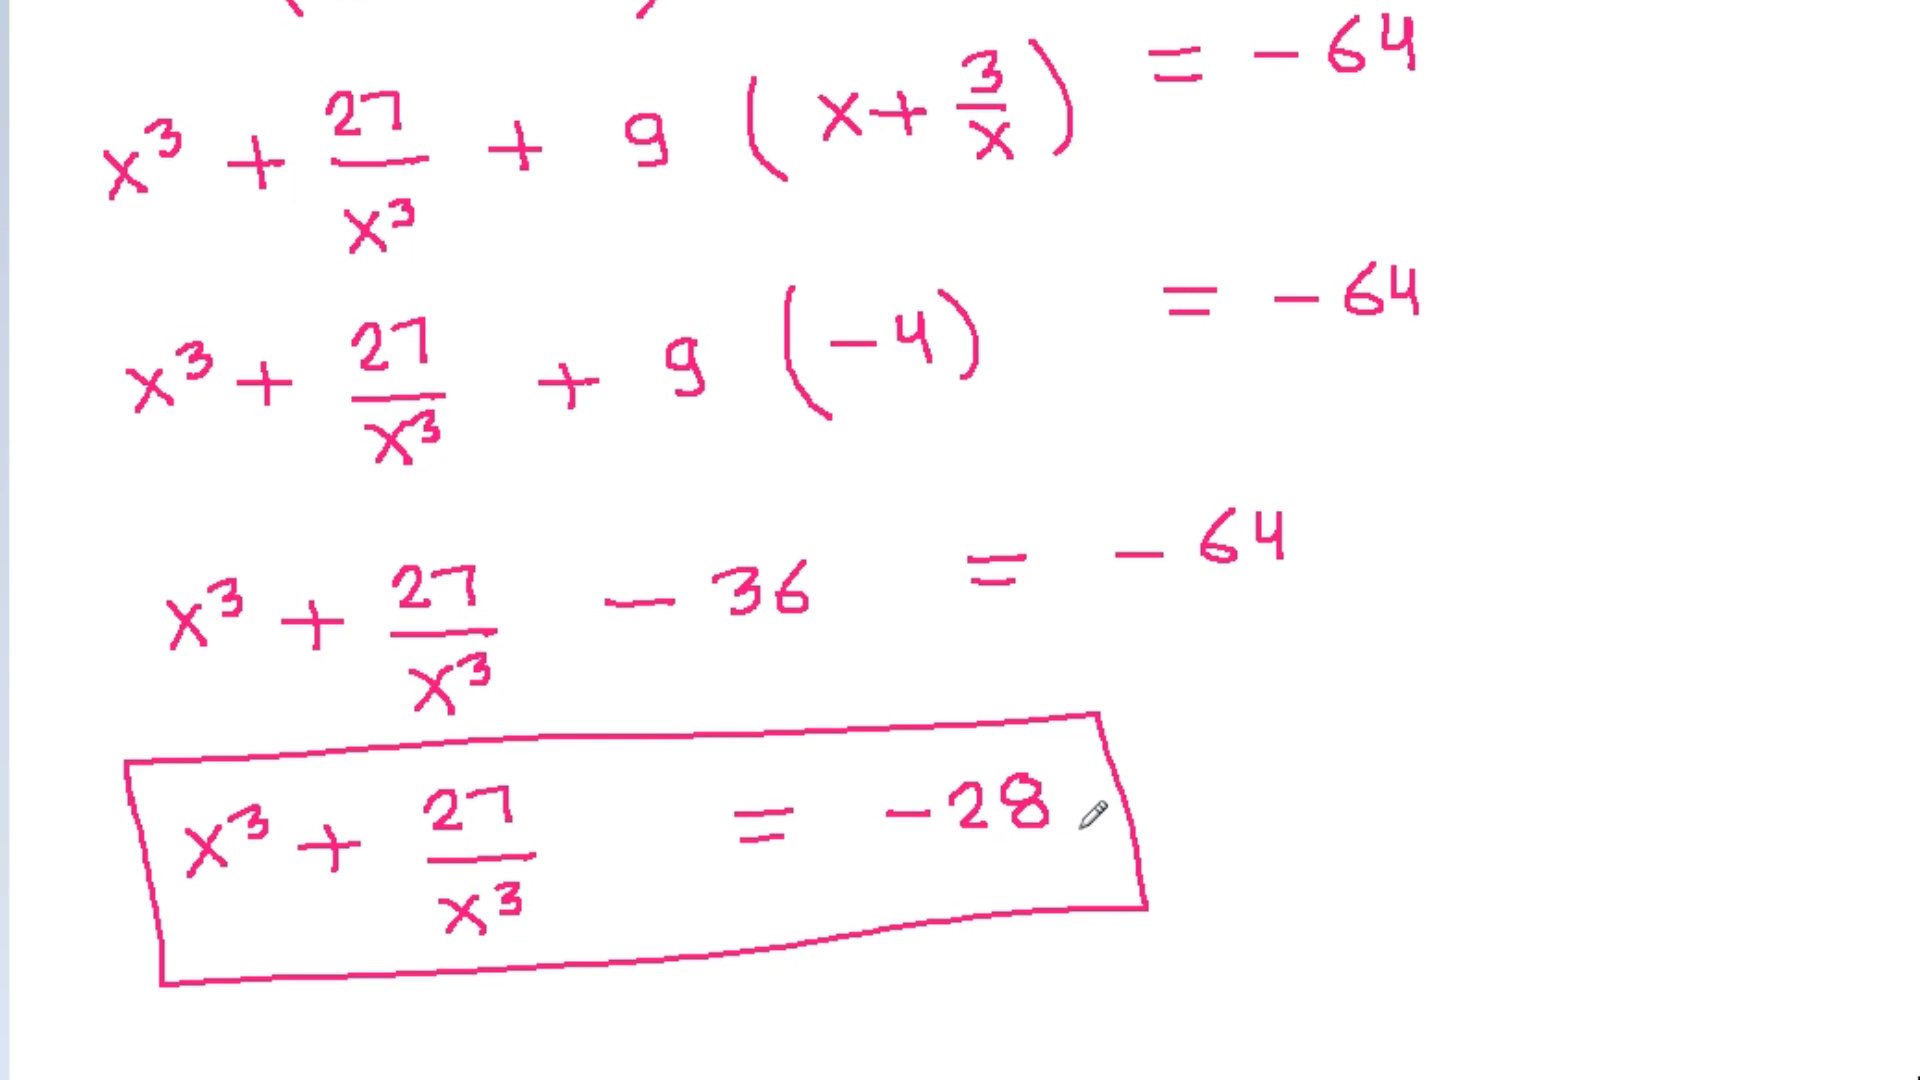 x³ + 27/x³ + 9 (x + 3/x) = - 64
x³ + 27/x³ + 9 (-4) = - 64
x³ + 27/x³ - 36 = - 64
x³ + 27/x³ = -28